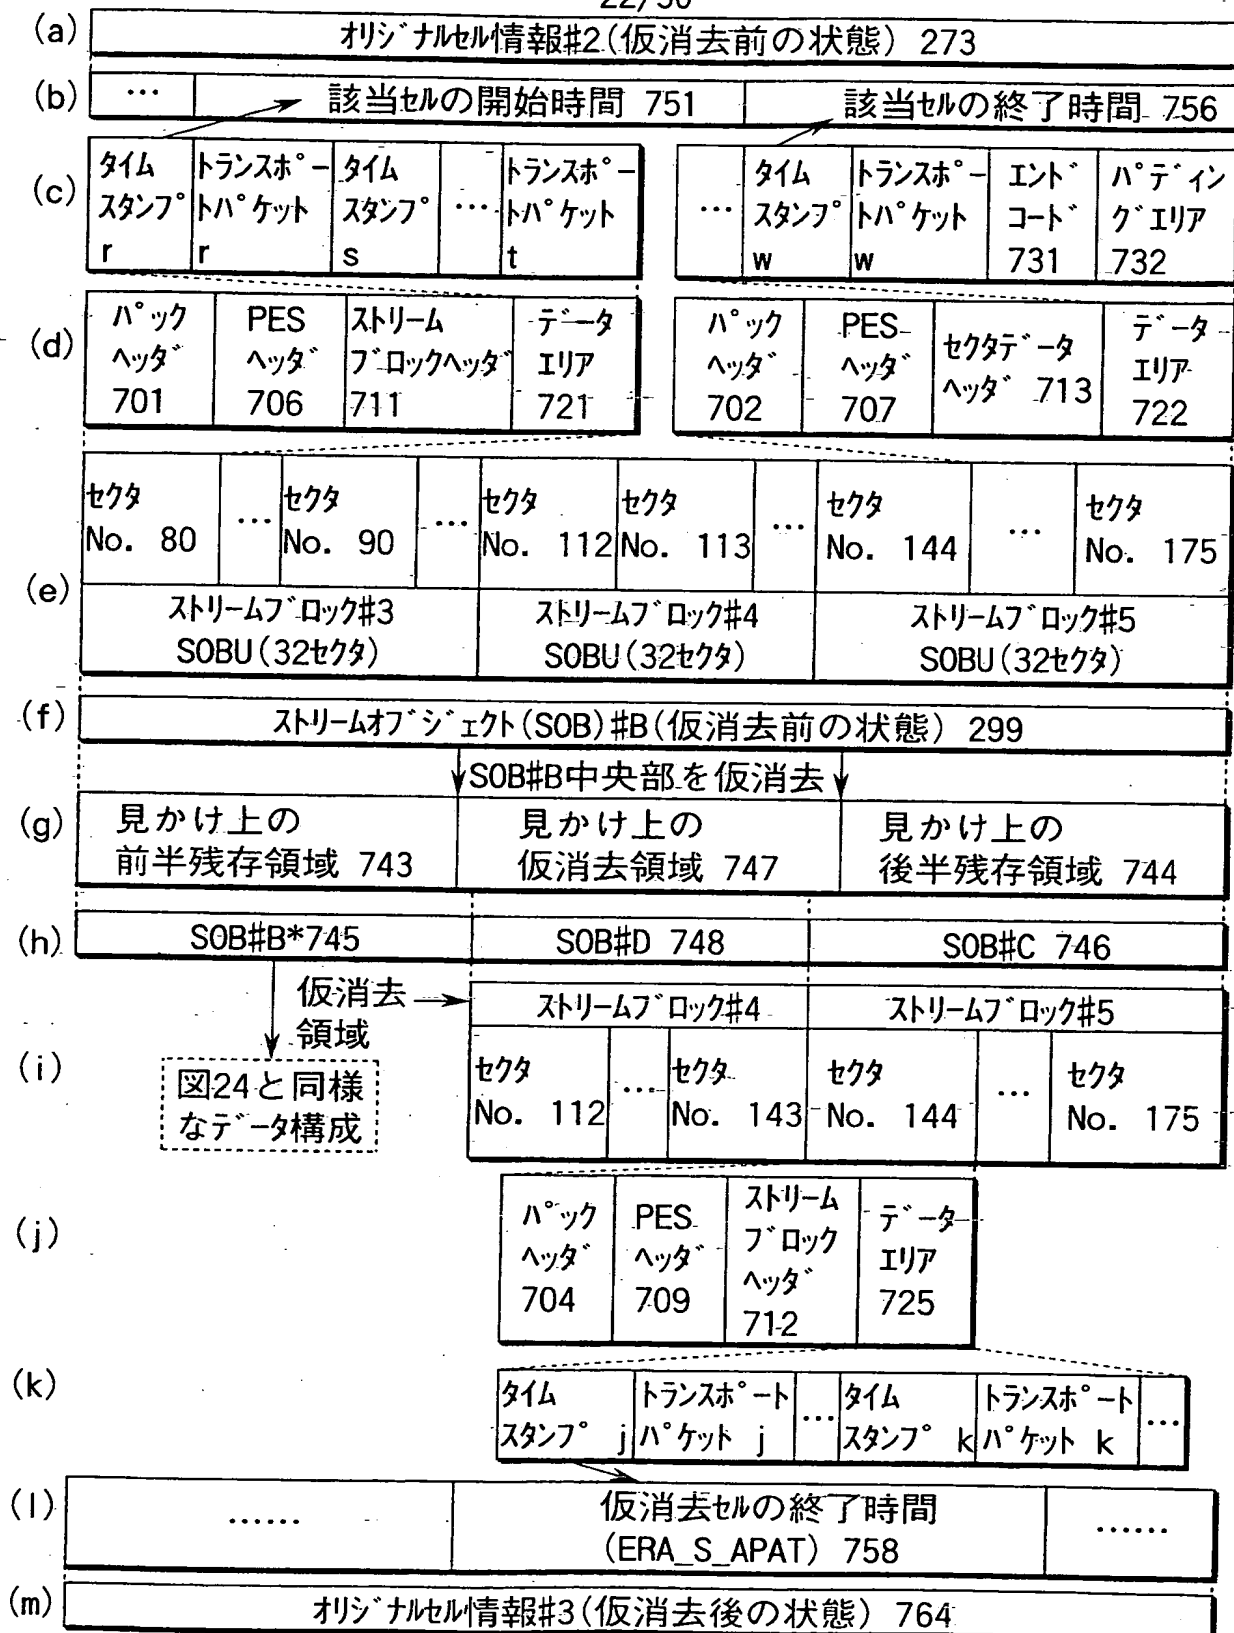 22/50
(a) オリジナルセル情報#2(仮消去前の状態) 273
(b) … 該当セルの開始時間 751 該当セルの終了時間 756
(c)
タイム
スタンプ
r
トランスポー
トパケット
r
タイム
スタンプ
s
…
トランスポー
トパケット
t
…
タイム
スタンプ
w
トランスポー
トパケット
w
エンド
コード
731
パディン
グエリア
732
(d)
パック
ヘッダ
701
PES
ヘッダ
706
ストリーム
ブロックヘッダ
711
データ
エリア
721
パック
ヘッダ
702
PES
ヘッダ
707
セクタデータ
ヘッダ 713
データ
エリア
722
(e)
セクタ
No. 80
…
セクタ
No. 90
…
セクタ
No. 112
セクタ
No. 113
…
セクタ
No. 144
…
セクタ
No. 175
ストリームブロック#3
SOBU(32セクタ)
ストリームブロック#4
SOBU(32セクタ)
ストリームブロック#5
SOBU(32セクタ)
(f) ストリームオブジェクト(SOB)#B(仮消去前の状態) 299
SOB#B中央部を仮消去
(g)
見かけ上の
前半残存領域 743
見かけ上の
仮消去領域 747
見かけ上の
後半残存領域 744
(h) SOB#B*745 SOB#D 748 SOB#C 746
仮消去
領域
図24と同様
なデータ構成
(i)
ストリームブロック#4 ストリームブロック#5
セクタ
No. 112
…
セクタ
No. 143
セクタ
No. 144
…
セクタ
No. 175
(j)
パック
ヘッダ
704
PES
ヘッダ
709
ストリーム
ブロック
ヘッダ
712
データ
エリア
725
(k)
タイム
スタンプ j
トランスポート
パケット j
…
タイム
スタンプ k
トランスポート
パケット k
…
(l)
……
仮消去セルの終了時間
(ERA_S_APAT) 758
……
(m) オリジナルセル情報#3(仮消去後の状態) 764